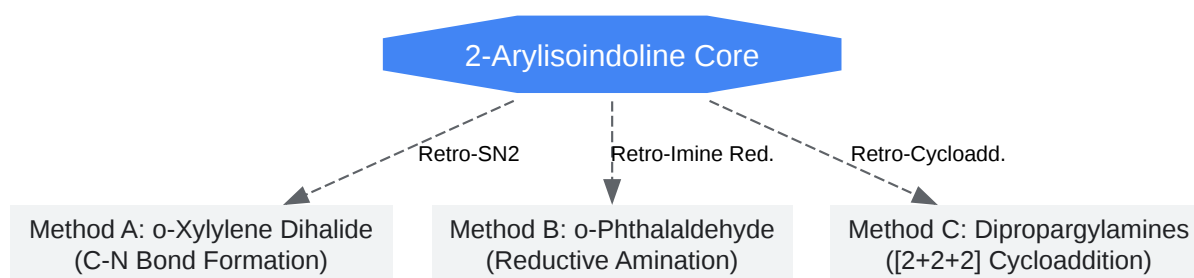 2-Arylisoindoline Core
Retro-SN2
Retro-Imine Red.
Retro-Cycloadd.
Method A: o-Xylylene Dihalide
(C-N Bond Formation)
Method B: o-Phthalaldehyde
(Reductive Amination)
Method C: Dipropargylamines
([2+2+2] Cycloaddition)